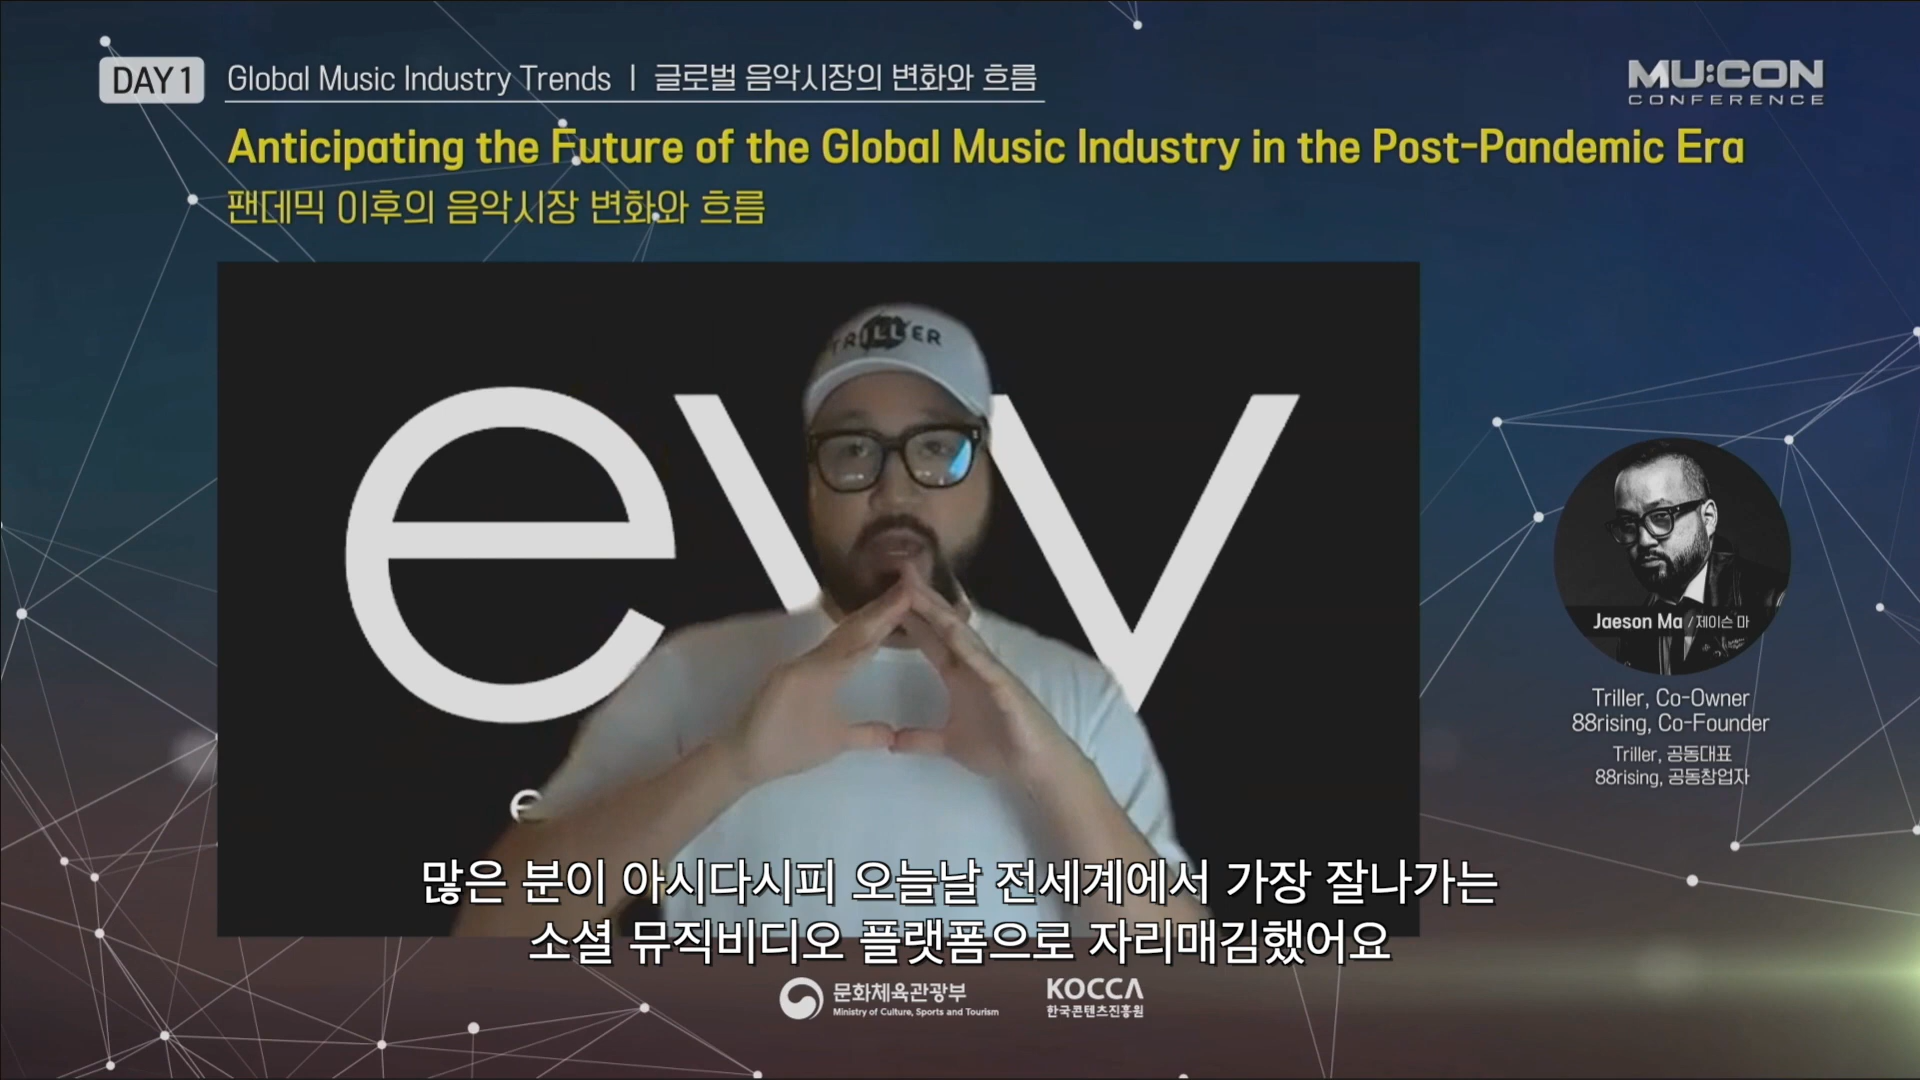 DAY 1
Global Music Industry Trends | 글로벌 음악시장의 변화와 흐름
MU:CON
CONFERENCE
Anticipating the Future of the Global Music Industry in the Post-Pandemic Era
팬데믹 이후의 음악시장 변화와 흐름
TRILLER
evy
e
Jaeson Ma / 제이슨 마
Triller, Co-Owner
88rising, Co-Founder
Triller, 공동대표
88rising, 공동창업자
많은 분이 아시다시피 오늘날 전세계에서 가장 잘나가는
소셜 뮤직비디오 플랫폼으로 자리매김했어요
문화체육관광부
Ministry of Culture, Sports and Tourism
KOCCA
한국콘텐츠진흥원